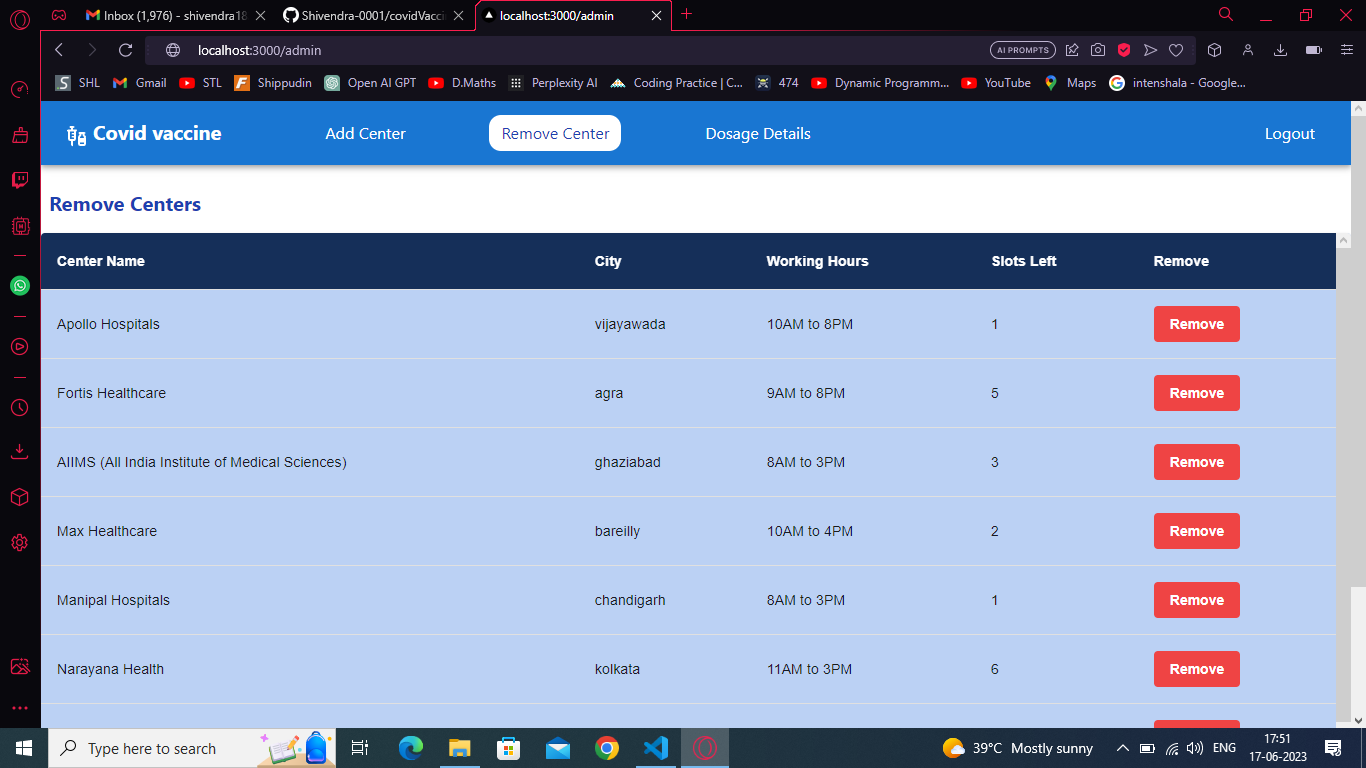 Inbox (1,976) - shivendra18
Shivendra-0001/covidVacci
localhost:3000/admin
localhost:3000/admin
AI PROMPTS
SHL
Gmail
STL
Shippudin
Open AI GPT
D.Maths
Perplexity AI
Coding Practice | C...
474
Dynamic Programm...
YouTube
Maps
intenshala - Google...
Covid vaccine
Add Center
Remove Center
Dosage Details
Logout
Remove Centers
Center Name City Working Hours Slots Left Remove
Apollo Hospitals vijayawada 10AM to 8PM 1 Remove
Fortis Healthcare agra 9AM to 8PM 5 Remove
AIIMS (All India Institute of Medical Sciences) ghaziabad 8AM to 3PM 3 Remove
Max Healthcare bareilly 10AM to 4PM 2 Remove
Manipal Hospitals chandigarh 8AM to 3PM 1 Remove
Narayana Health kolkata 11AM to 3PM 6 Remove
Type here to search
39°C Mostly sunny
ENG
17:51
17-06-2023